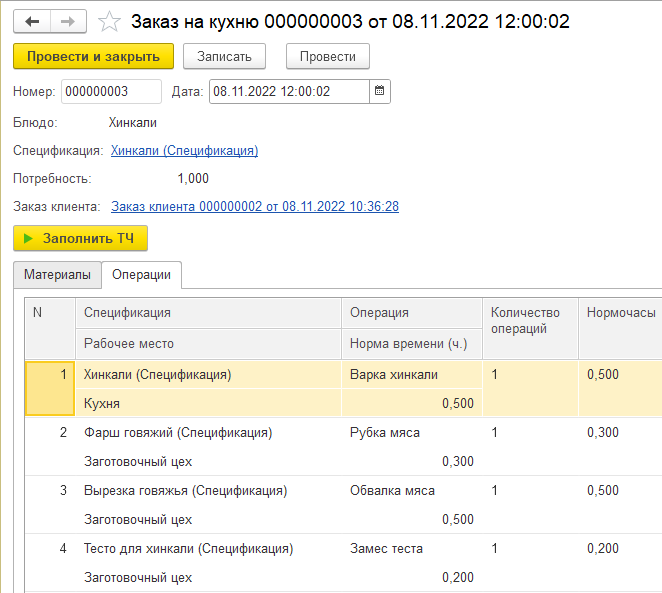 Заказ на кухню 000000003 от 08.11.2022 12:00:02
Провести и закрыть Записать Провести
Номер: 000000003 Дата: 08.11.2022 12:00:02
Блюдо: Хинкали
Спецификация: Хинкали (Спецификация)
Потребность: 1,000
Заказ клиента: Заказ клиента 000000002 от 08.11.2022 10:36:28
Заполнить ТЧ
Материалы Операции
N Спецификация Операция Количество операций Нормочасы
Рабочее место Норма времени (ч.)
1 Хинкали (Спецификация) Варка хинкали 1 0,500
Кухня 0,500
2 Фарш говяжий (Спецификация) Рубка мяса 1 0,300
Заготовочный цех 0,300
3 Вырезка говяжья (Спецификация) Обвалка мяса 1 0,500
Заготовочный цех 0,500
4 Тесто для хинкали (Спецификация) Замес теста 1 0,200
Заготовочный цех 0,200